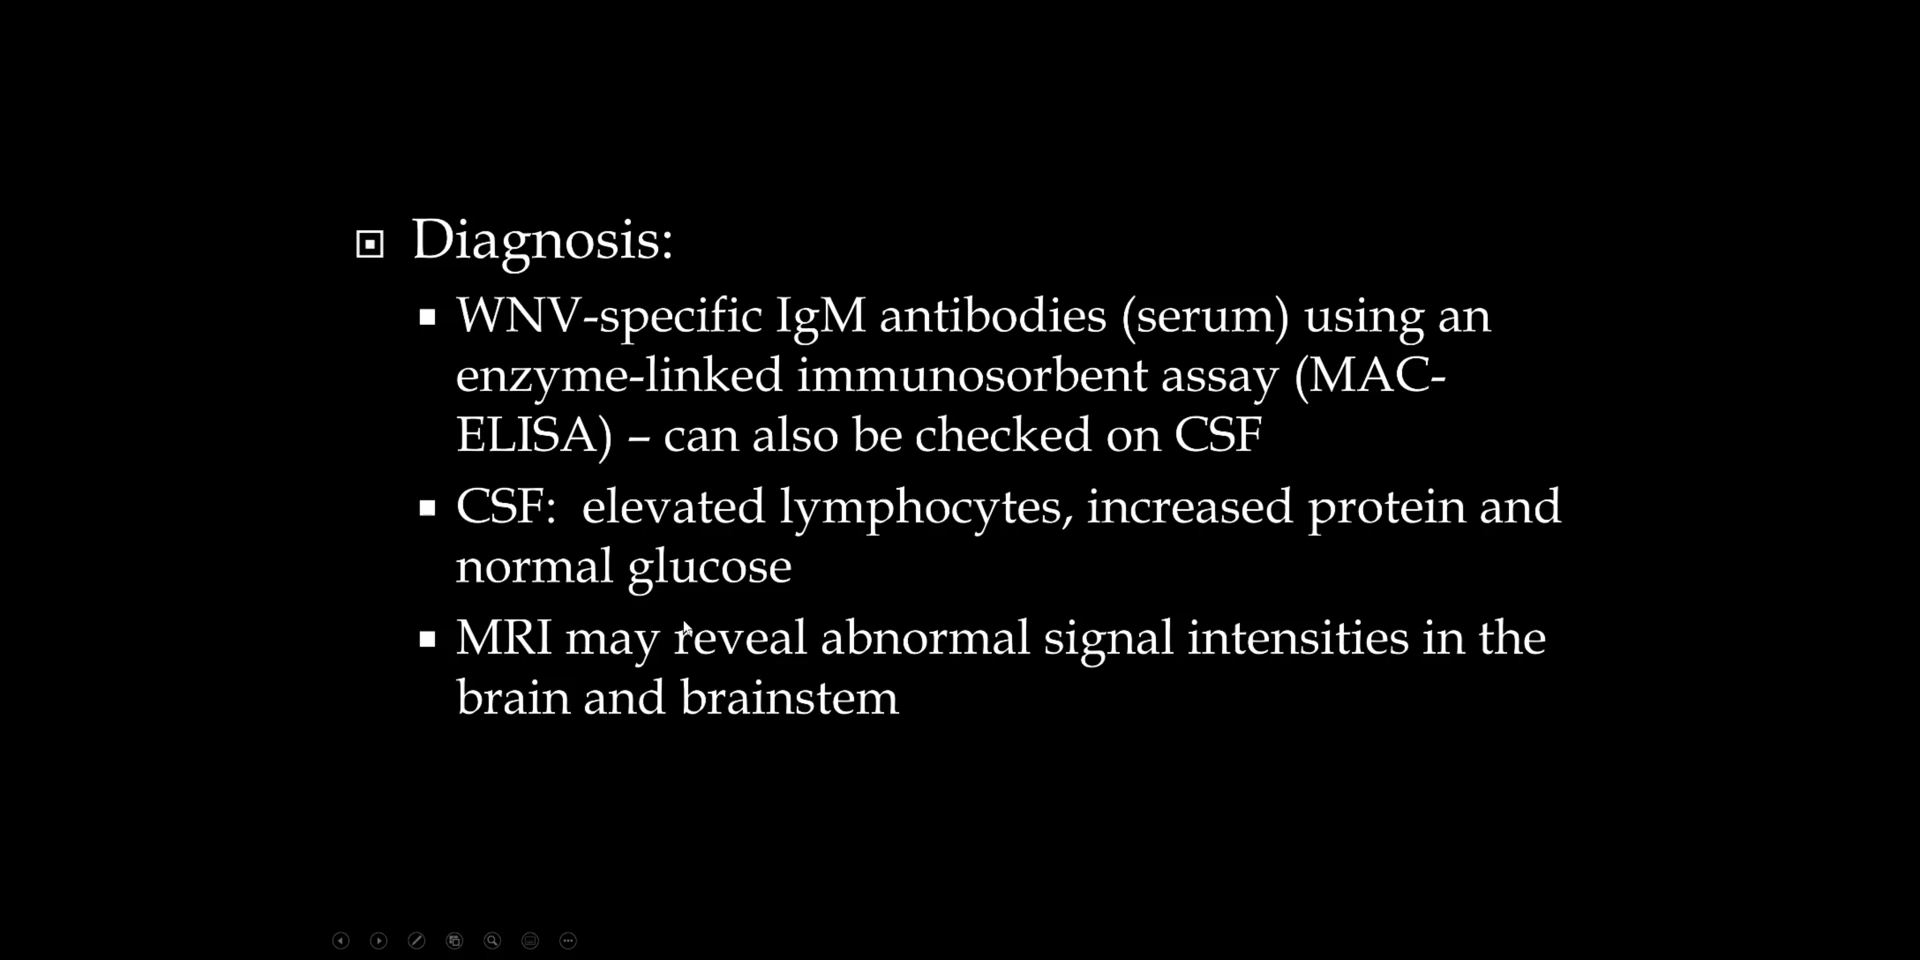 Diagnosis:
WNV-specific IgM antibodies (serum) using an
enzyme-linked immunosorbent assay (MAC-
ELISA) – can also be checked on CSF
CSF:  elevated lymphocytes, increased protein and
normal glucose
MRI may reveal abnormal signal intensities in the
brain and brainstem